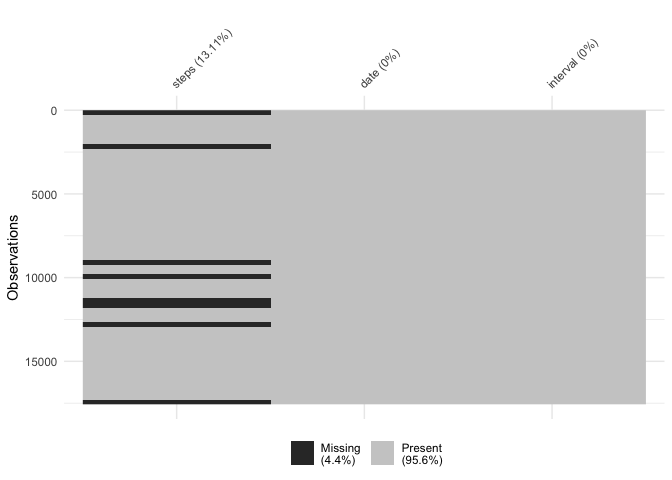 steps (13.11%)
date (0%)
interval (0%)
0
5000
10000
15000
Observations
Missing
(4.4%)
Present
(95.6%)